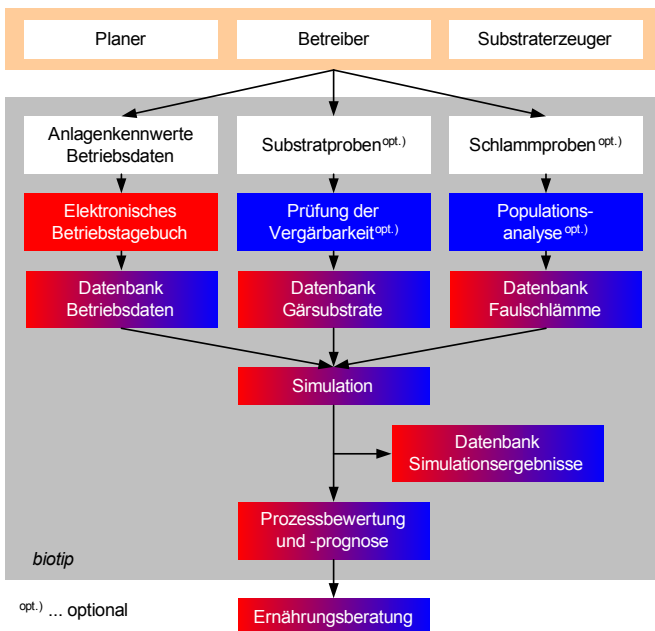 Planer
Betreiber
Substraterzeuger
Anlagenkennwerte
Betriebsdaten
Substratproben opt.)
Schlammproben opt.)
Elektronisches
Betriebstagebuch
Prüfung der
Vergärbarkeit opt.)
Populations-
analyse opt.)
Datenbank
Betriebsdaten
Datenbank
Gärsubstrate
Datenbank
Faulschlämme
Simulation
Datenbank
Simulationsergebnisse
Prozessbewertung
und -prognose
biotip
opt.) ... optional
Ernährungsberatung